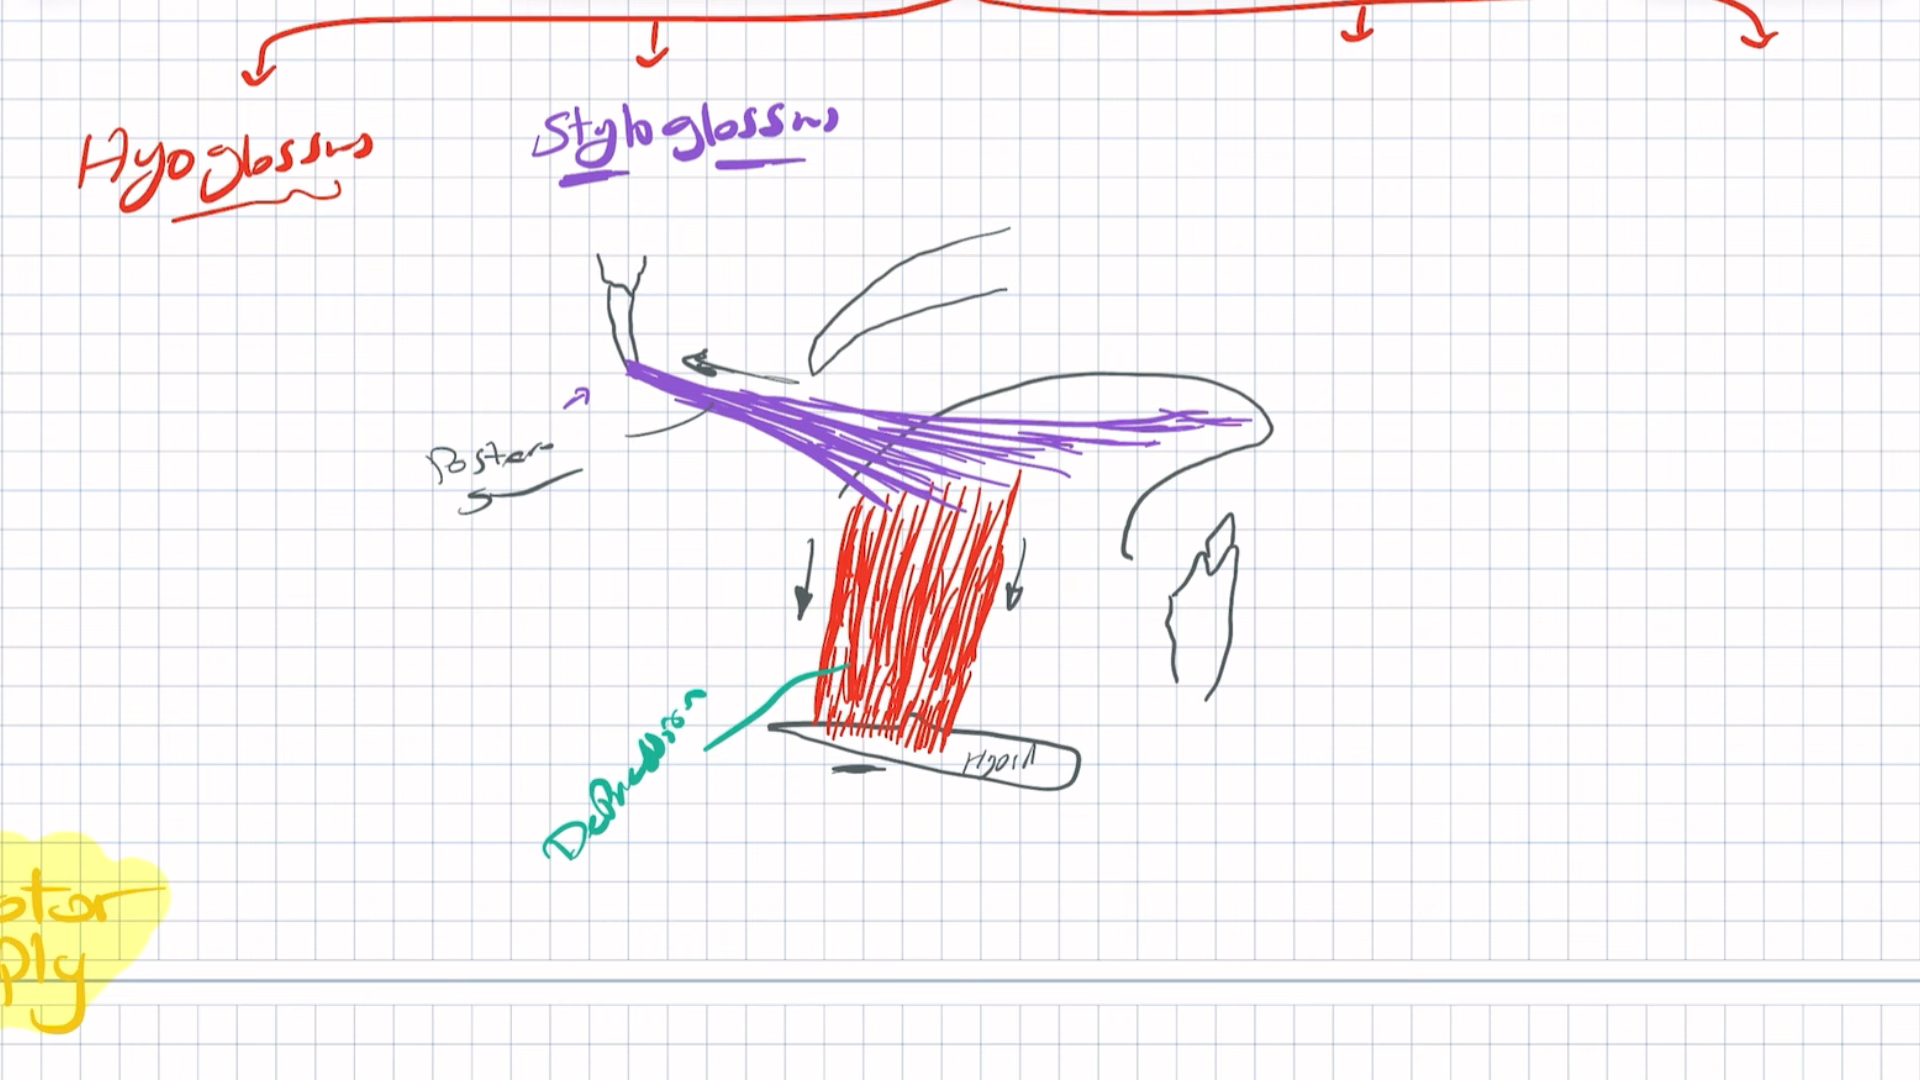 Hyoglossus
Styloglossus
Poster
Depression
Hyoid
otor
ply